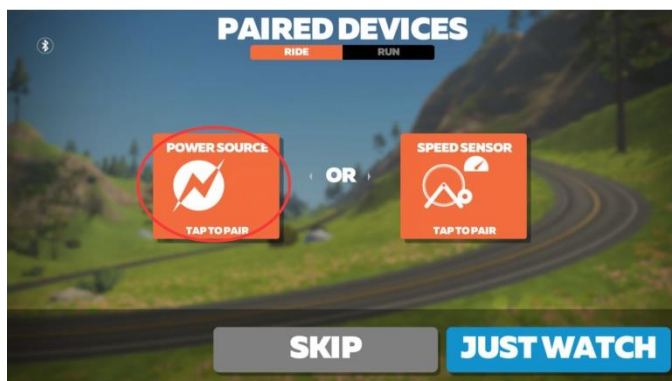 PAIRED DEVICES
RIDE RUN
POWER SOURCE
TAP TO PAIR
OR
SPEED SENSOR
TAP TO PAIR
SKIP
JUST WATCH